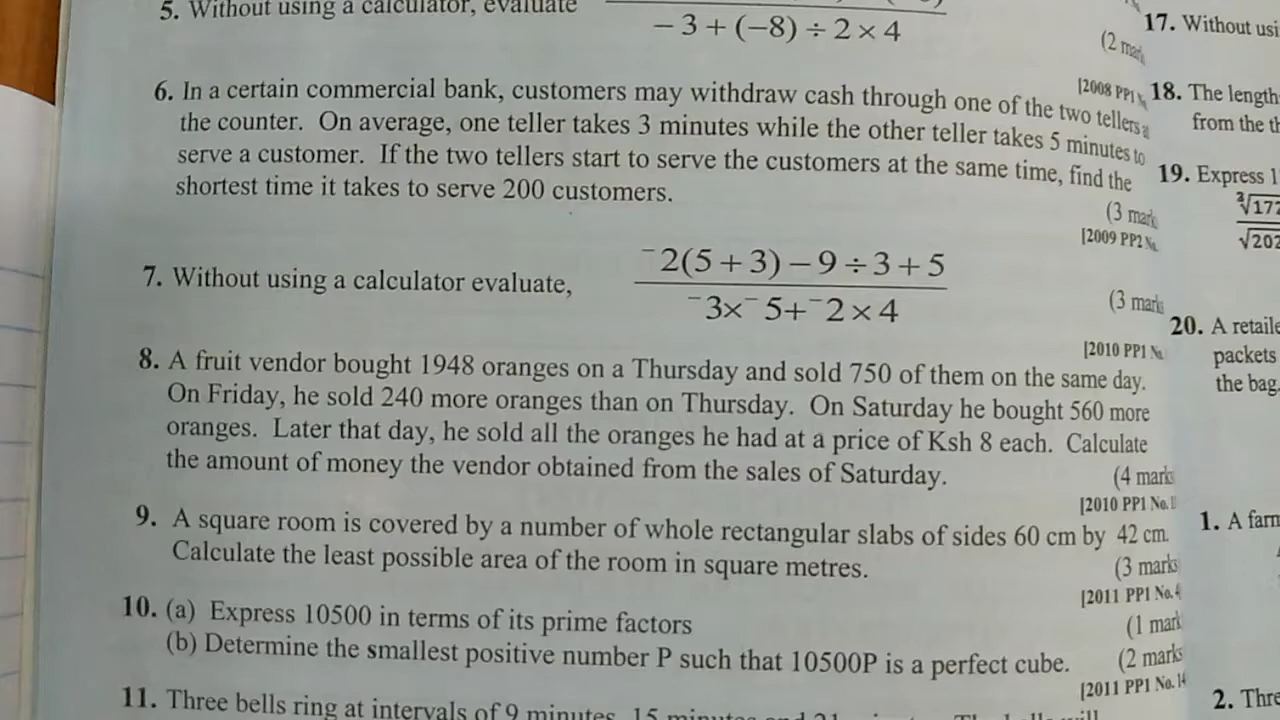 5. Without using a calculator, evaluate
− 3 + (−8) ÷ 2 × 4
(2
[2008 PP1
6. In a certain commercial bank, customers may withdraw cash through one of the two tellers at
the counter. On average, one teller takes 3 minutes while the other teller takes 5 minutes to
serve a customer. If the two tellers start to serve the customers at the same time, find the
shortest time it takes to serve 200 customers.
(3 mark
[2009 PP2 No.
7. Without using a calculator evaluate,
⁻2(5 + 3) − 9 ÷ 3 + 5
⁻3x⁻5+⁻2 × 4
(3 marks
[2010 PP1 No.
8. A fruit vendor bought 1948 oranges on a Thursday and sold 750 of them on the same day.
On Friday, he sold 240 more oranges than on Thursday. On Saturday he bought 560 more
oranges. Later that day, he sold all the oranges he had at a price of Ksh 8 each. Calculate
the amount of money the vendor obtained from the sales of Saturday.
(4 marks
[2010 PP1 No.
9. A square room is covered by a number of whole rectangular slabs of sides 60 cm by 42 cm.
Calculate the least possible area of the room in square metres.
(3 marks
[2011 PP1 No.4
10. (a) Express 10500 in terms of its prime factors
(1 mark
(b) Determine the smallest positive number P such that 10500P is a perfect cube.
(2 marks
[2011 PP1 No.14
11. Three bells ring at intervals of 9 minutes, 15 minutes and 21
17. Without usi
18. The length
from the th
19. Express 1
∛177
√202
20. A retaile
packets
the bag.
1. A farm
2. Thre